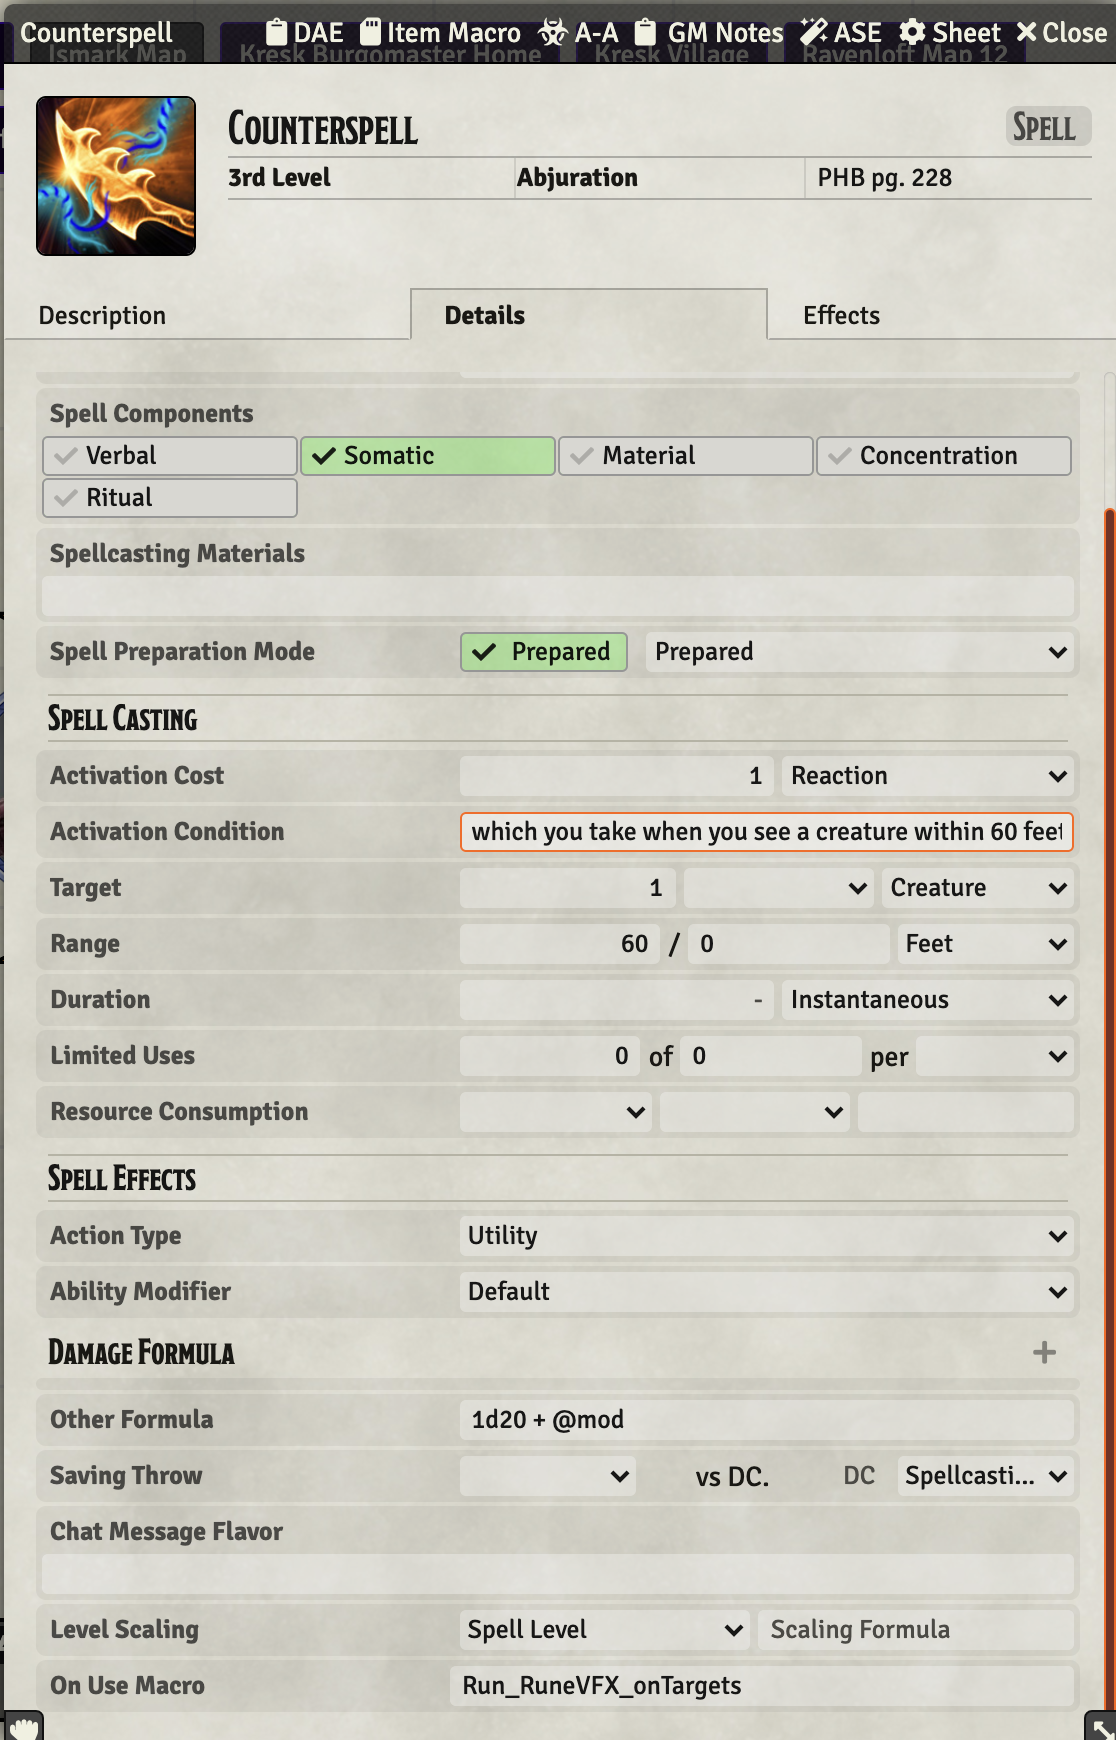 Counterspell DAE Item Macro A-A GM Notes ASE Sheet Close
Ismark Map Kresk Burgomaster Home Kresk Village Ravenloft Map 12
Counterspell Spell
3rd Level Abjuration PHB pg. 228
Description Details Effects
Spell Components
Verbal Somatic Material Concentration
Ritual
Spellcasting Materials
Spell Preparation Mode Prepared Prepared
Spell Casting
Activation Cost 1 Reaction
Activation Condition which you take when you see a creature within 60 feet
Target 1 Creature
Range 60 / 0 Feet
Duration - Instantaneous
Limited Uses 0 of 0 per
Resource Consumption
Spell Effects
Action Type Utility
Ability Modifier Default
Damage Formula
Other Formula 1d20 + @mod
Saving Throw vs DC. DC Spellcasti...
Chat Message Flavor
Level Scaling Spell Level Scaling Formula
On Use Macro Run_RuneVFX_onTargets